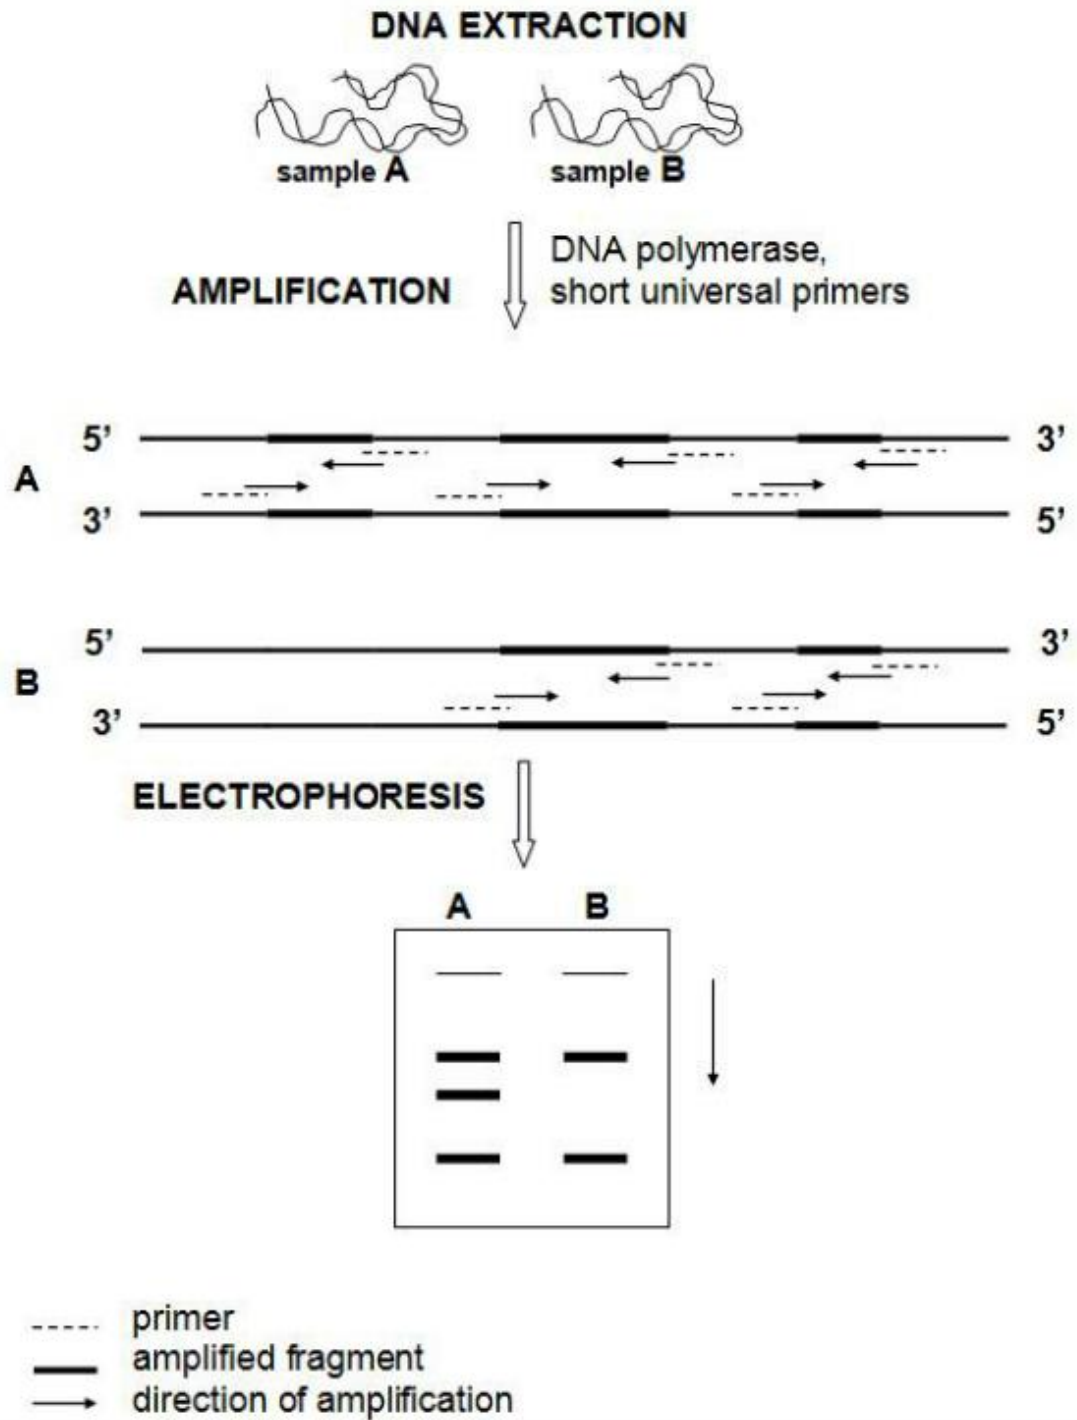 DNA EXTRACTION
sample A
sample B
DNA polymerase,
short universal primers
AMPLIFICATION
5’
3’
A
3’
5’
5’
3’
B
3’
5’
ELECTROPHORESIS
A
B
primer
amplified fragment
direction of amplification